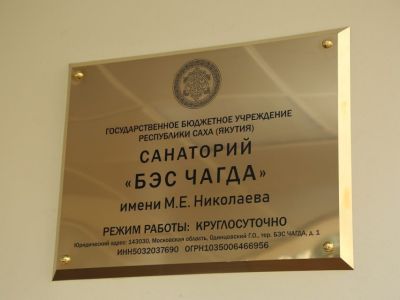 ГОСУДАРСТВЕННОЕ БЮДЖЕТНОЕ УЧРЕЖДЕНИЕ
РЕСПУБЛИКИ САХА (ЯКУТИЯ)
САНАТОРИЙ
«БЭС ЧАГДА»
имени М.Е. Николаева
РЕЖИМ РАБОТЫ: КРУГЛОСУТОЧНО
Юридический адрес: 143030, Московская область, Одинцовский Г.О., тер. БЭС ЧАГДА, д. 1
ИНН5032037690 ОГРН1035006466956